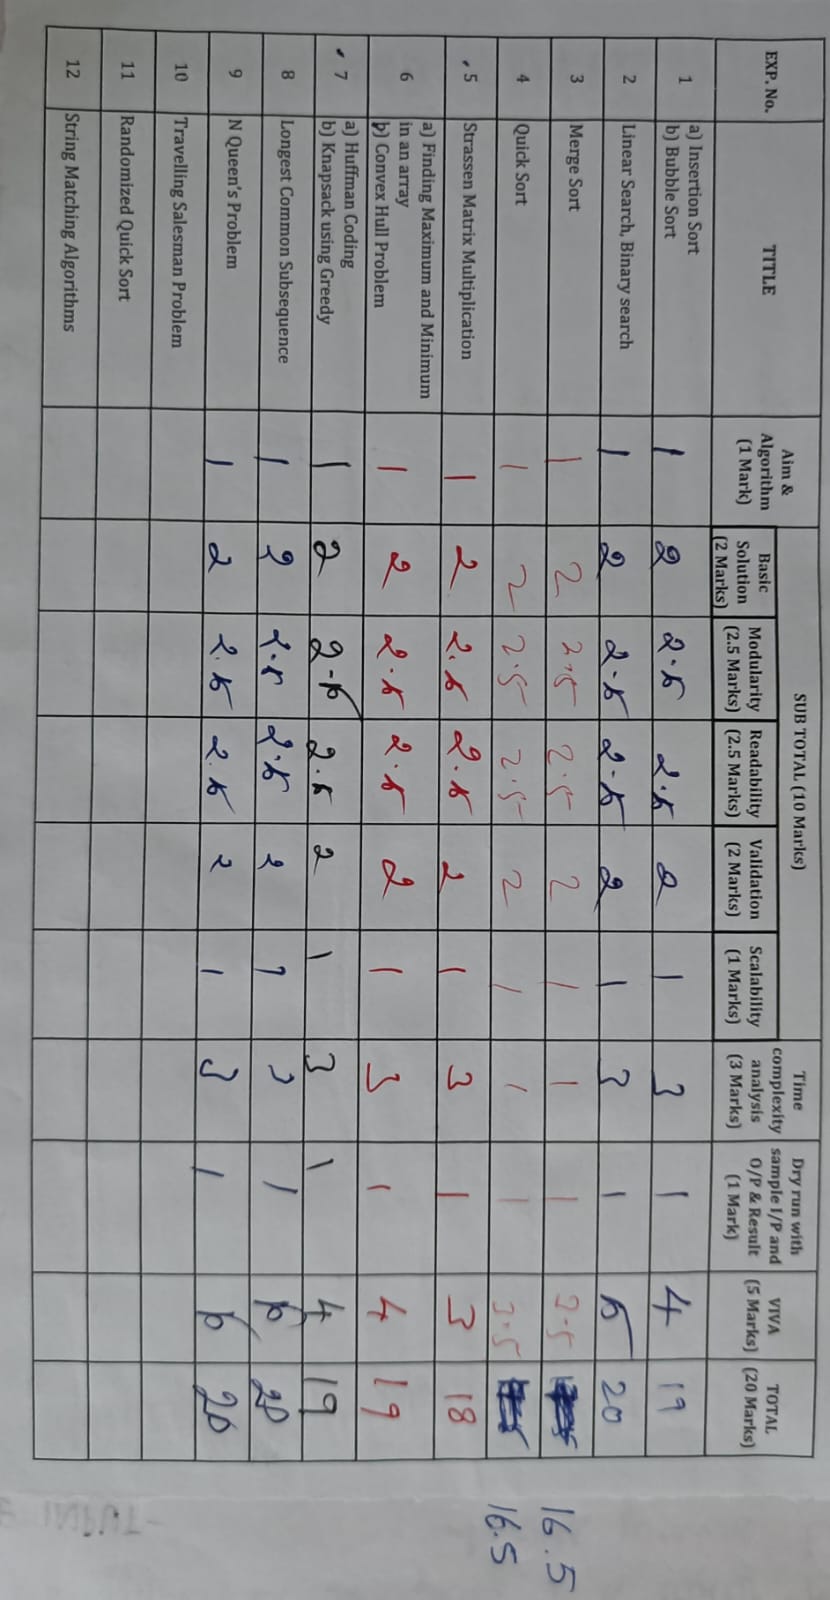 EXP. No. TITLE Aim & Algorithm (1 Mark) SUB TOTAL (10 Marks) Time complexity analysis (3 Marks) Dry run with sample I/P and O/P & Result (1 Mark) VIVA (5 Marks) TOTAL (20 Marks)
Basic Solution (2 Marks) Modularity (2.5 Marks) Readability (2.5 Marks) Validation (2 Marks) Scalability (1 Marks)
1 a) Insertion Sort
b) Bubble Sort 1 2 2.5 2.5 2 1 3 1 4 19
2 Linear Search, Binary search 1 2 2.5 2.5 2 1 3 1 5 20
3 Merge Sort 1 2 2.5 2.5 2 1 1 1 3.5 16.5
4 Quick Sort 1 2 2.5 2.5 2 1 1 1 3.5 16.5
5 Strassen Matrix Multiplication 1 2 2.5 2.5 2 1 3 1 3 18
6 a) Finding Maximum and Minimum
in an array
b) Convex Hull Problem 1 2 2.5 2.5 2 1 3 1 4 19
7 a) Huffman Coding
b) Knapsack using Greedy 1 2 2.5 2.5 2 1 3 1 4 19
8 Longest Common Subsequence 1 2 2.5 2.5 2 1 3 1 5 20
9 N Queen's Problem 1 2 2.5 2.5 2 1 3 1 5 20
10 Travelling Salesman Problem
11 Randomized Quick Sort
12 String Matching Algorithms